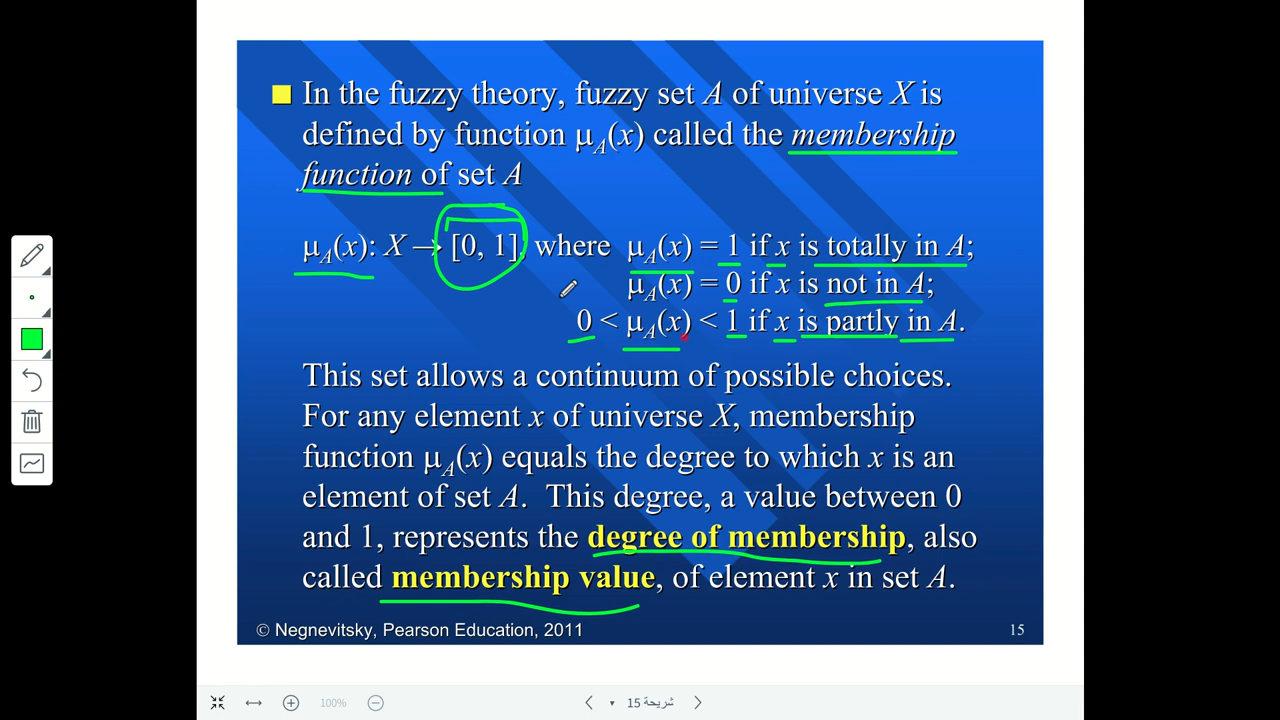 In the fuzzy theory, fuzzy set A of universe X is
defined by function μA(x) called the membership
function of set A
μA(x): X → [0, 1], where μA(x) = 1 if x is totally in A;
μA(x) = 0 if x is not in A;
0 < μA(x) < 1 if x is partly in A.
This set allows a continuum of possible choices.
For any element x of universe X, membership
function μA(x) equals the degree to which x is an
element of set A. This degree, a value between 0
and 1, represents the degree of membership, also
called membership value, of element x in set A.
© Negnevitsky, Pearson Education, 2011
15
100%
شريحة 15